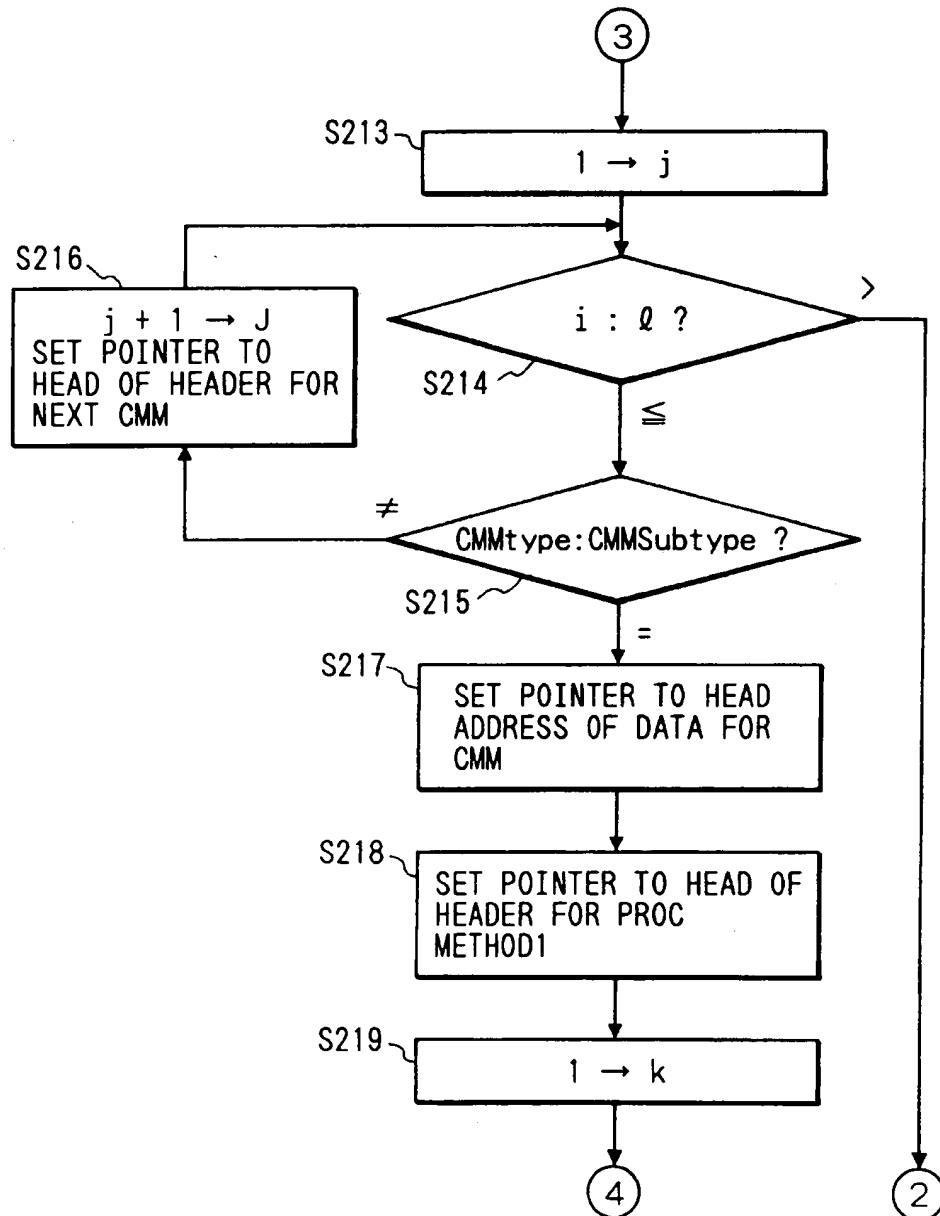 3
S213
1 → j
S216
j + 1 → J
SET POINTER TO
HEAD OF HEADER FOR
NEXT CMM
i : ℓ ?
>
S214
≦
≠
CMMtype:CMMSubtype ?
S215
=
S217
SET POINTER TO HEAD
ADDRESS OF DATA FOR
CMM
S218
SET POINTER TO HEAD OF
HEADER FOR PROC
METHOD1
S219
1 → k
4
2